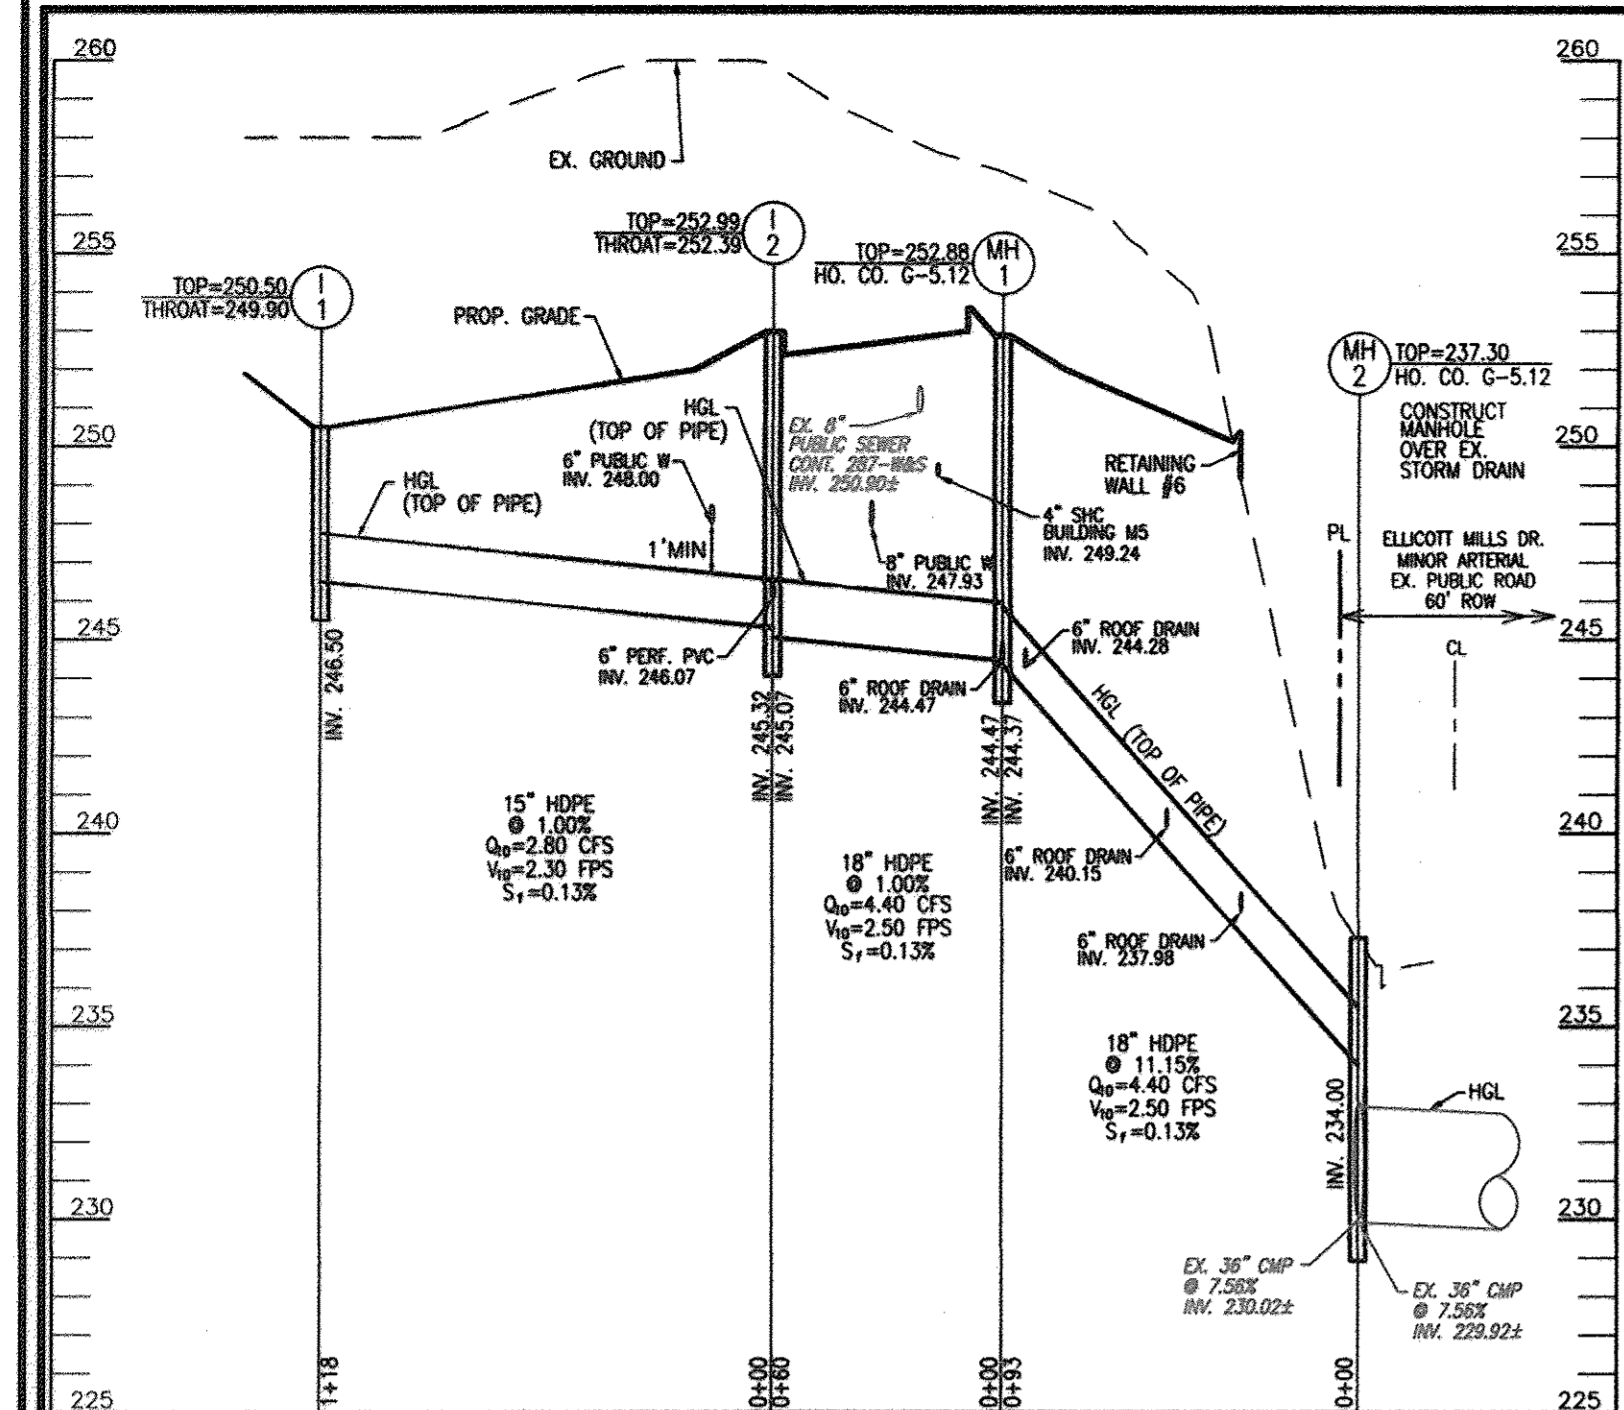 260
260
EX. GROUND
TOP=252.99
THROAT=252.39
I
2
255
TOP=252.88
HO. CO. G-5.12
MH
1
255
TOP=250.50
THROAT=249.90
I
1
PROP. GRADE
MH
2
TOP=237.30
HO. CO. G-5.12
CONSTRUCT
MANHOLE
OVER EX.
STORM DRAIN
250
250
HGL
(TOP OF PIPE)
6" PUBLIC W
INV. 248.00
EX. 8"
PUBLIC SEWER
CONT. 287-W&S
INV. 250.90±
RETAINING
WALL #6
HGL
(TOP OF PIPE)
1'MIN
8" PUBLIC W
INV. 247.93
4" SHC
BUILDING M5
INV. 249.24
PL
ELLICOTT MILLS DR.
MINOR ARTERIAL
EX. PUBLIC ROAD
60' ROW
245
245
CL
INV. 246.50
6" PERF. PVC
INV. 246.07
6" ROOF DRAIN
INV. 244.28
6" ROOF DRAIN
INV. 244.47
HGL (TOP OF PIPE)
INV. 245.32
INV. 245.07
INV. 244.47
INV. 244.37
240
240
15" HDPE
@ 1.00%
Q10=2.80 CFS
V10=2.30 FPS
Sf=0.13%
18" HDPE
@ 1.00%
Q10=4.40 CFS
V10=2.50 FPS
Sf=0.13%
6" ROOF DRAIN
INV. 240.15
6" ROOF DRAIN
INV. 237.98
235
235
18" HDPE
@ 11.15%
Q10=4.40 CFS
V10=2.50 FPS
Sf=0.13%
INV. 234.00
HGL
230
230
EX. 36" CMP
@ 7.56%
INV. 230.02±
EX. 36" CMP
@ 7.56%
INV. 229.92±
225
1+18
0+00
0+60
0+00
0+93
0+00
225